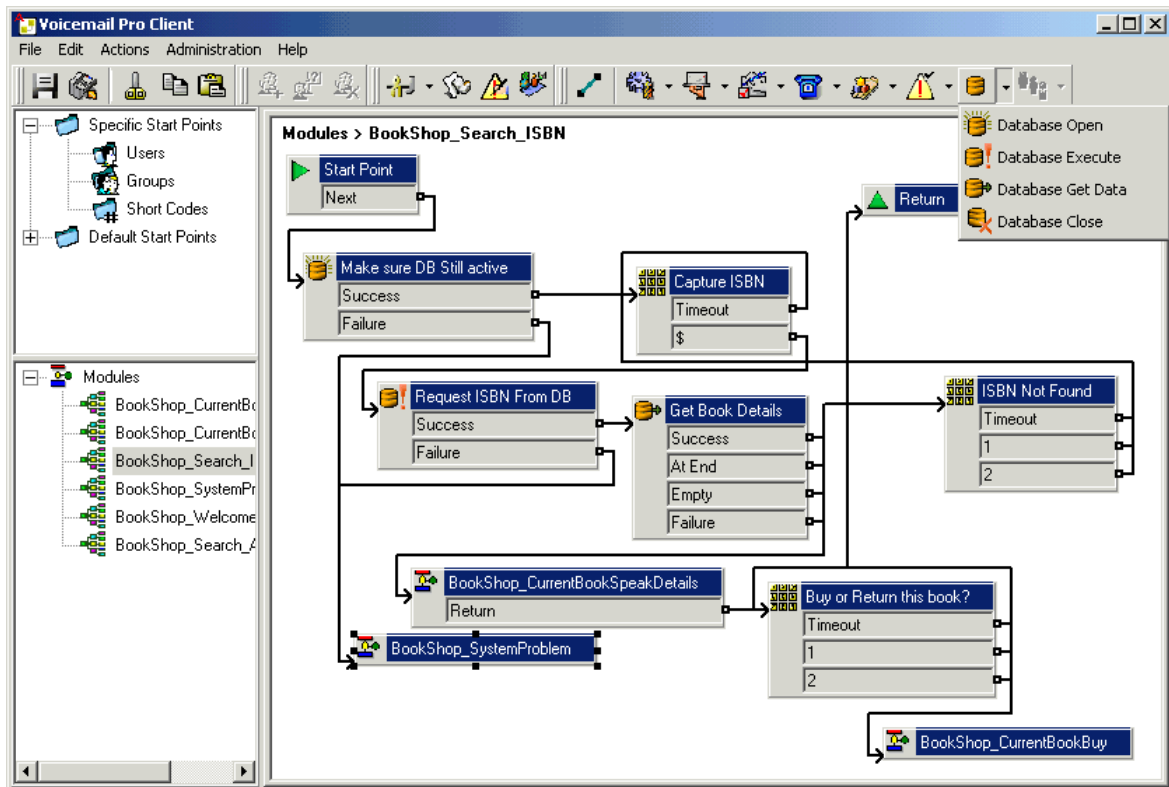 Voicemail Pro Client
File Edit Actions Administration Help
Specific Start Points
Users
Groups
Short Codes
Default Start Points
Modules
BookShop_CurrentBo
BookShop_CurrentBo
BookShop_Search_I
BookShop_SystemPr
BookShop_Welcome
BookShop_Search_A
Modules > BookShop_Search_ISBN
Start Point
Next
Return
Database Open
Database Execute
Database Get Data
Database Close
Make sure DB Still active
Success
Failure
Capture ISBN
Timeout
$
Request ISBN From DB
Success
Failure
Get Book Details
Success
At End
Empty
Failure
ISBN Not Found
Timeout
1
2
BookShop_CurrentBookSpeakDetails
Return
BookShop_SystemProblem
Buy or Return this book?
Timeout
1
2
BookShop_CurrentBookBuy